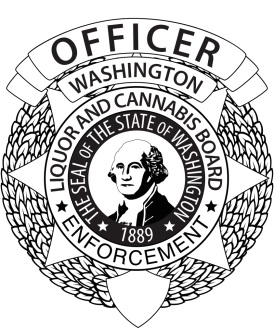 OFFICER
WASHINGTON
LIQUOR AND CANNABIS BOARD
ENFORCEMENT
THE SEAL OF THE STATE OF WASHINGTON
1889